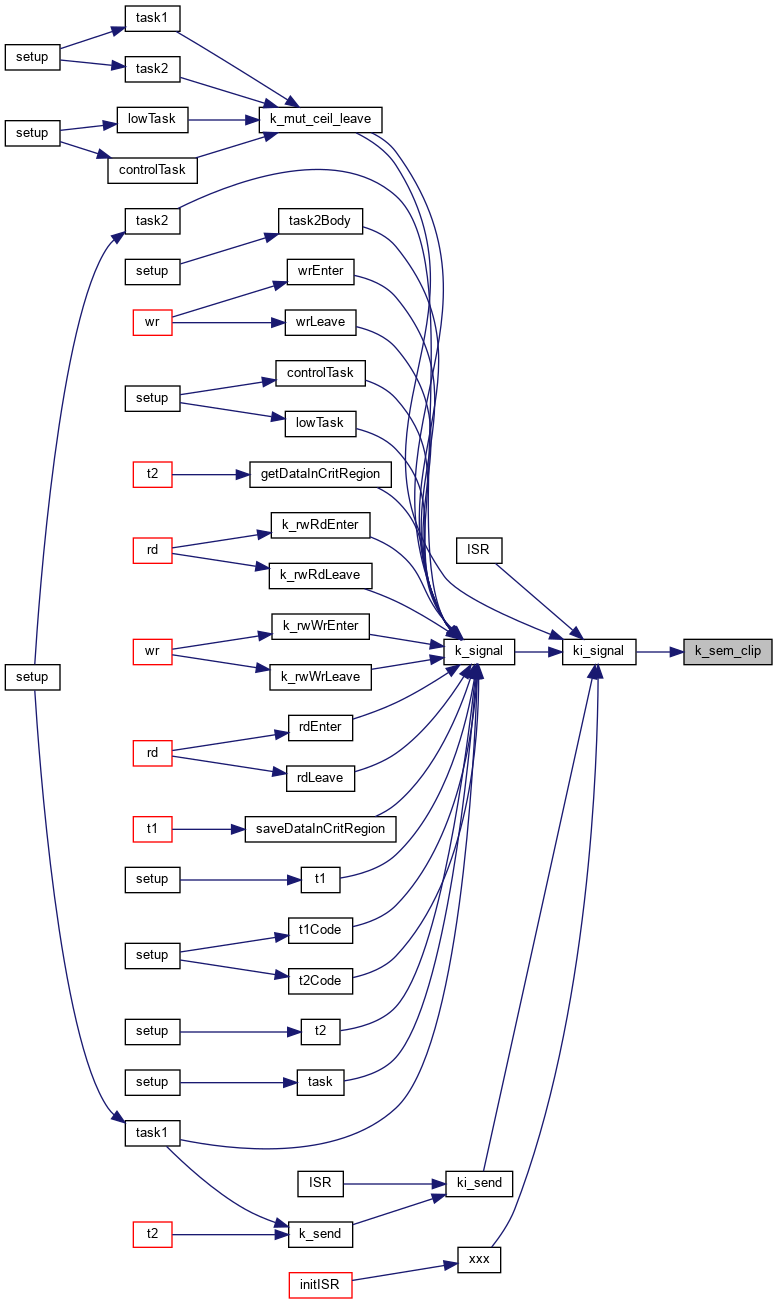 task1
setup
task2
lowTask
k_mut_ceil_leave
setup
controlTask
task2
task2Body
setup
wrEnter
wr
wrLeave
controlTask
setup
lowTask
t2
getDataInCritRegion
k_rwRdEnter
rd
ISR
k_rwRdLeave
k_rwWrEnter
wr
k_signal
ki_signal
k_sem_clip
setup
k_rwWrLeave
rdEnter
rd
rdLeave
t1
saveDataInCritRegion
setup
t1
t1Code
setup
t2Code
setup
t2
setup
task
task1
ISR
ki_send
t2
k_send
xxx
initISR